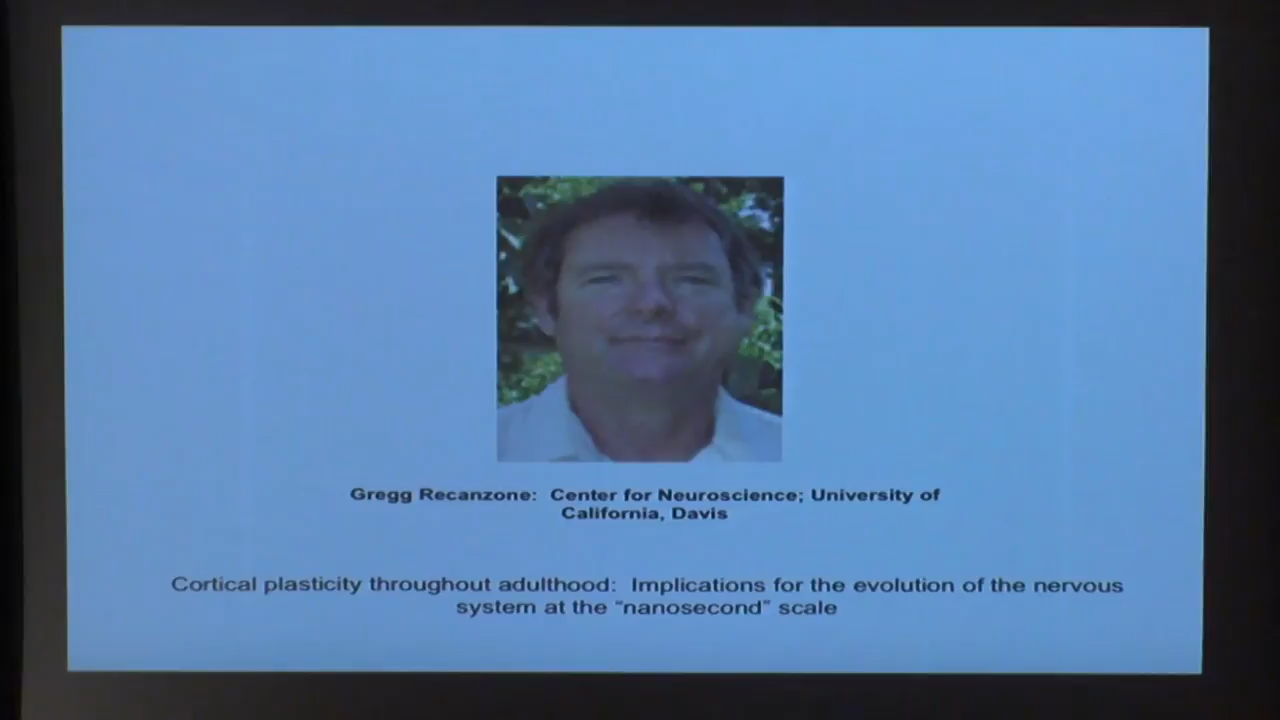 Gregg Recanzone: Center for Neuroscience; University of
California, Davis
Cortical plasticity throughout adulthood: Implications for the evolution of the nervous
system at the “nanosecond” scale